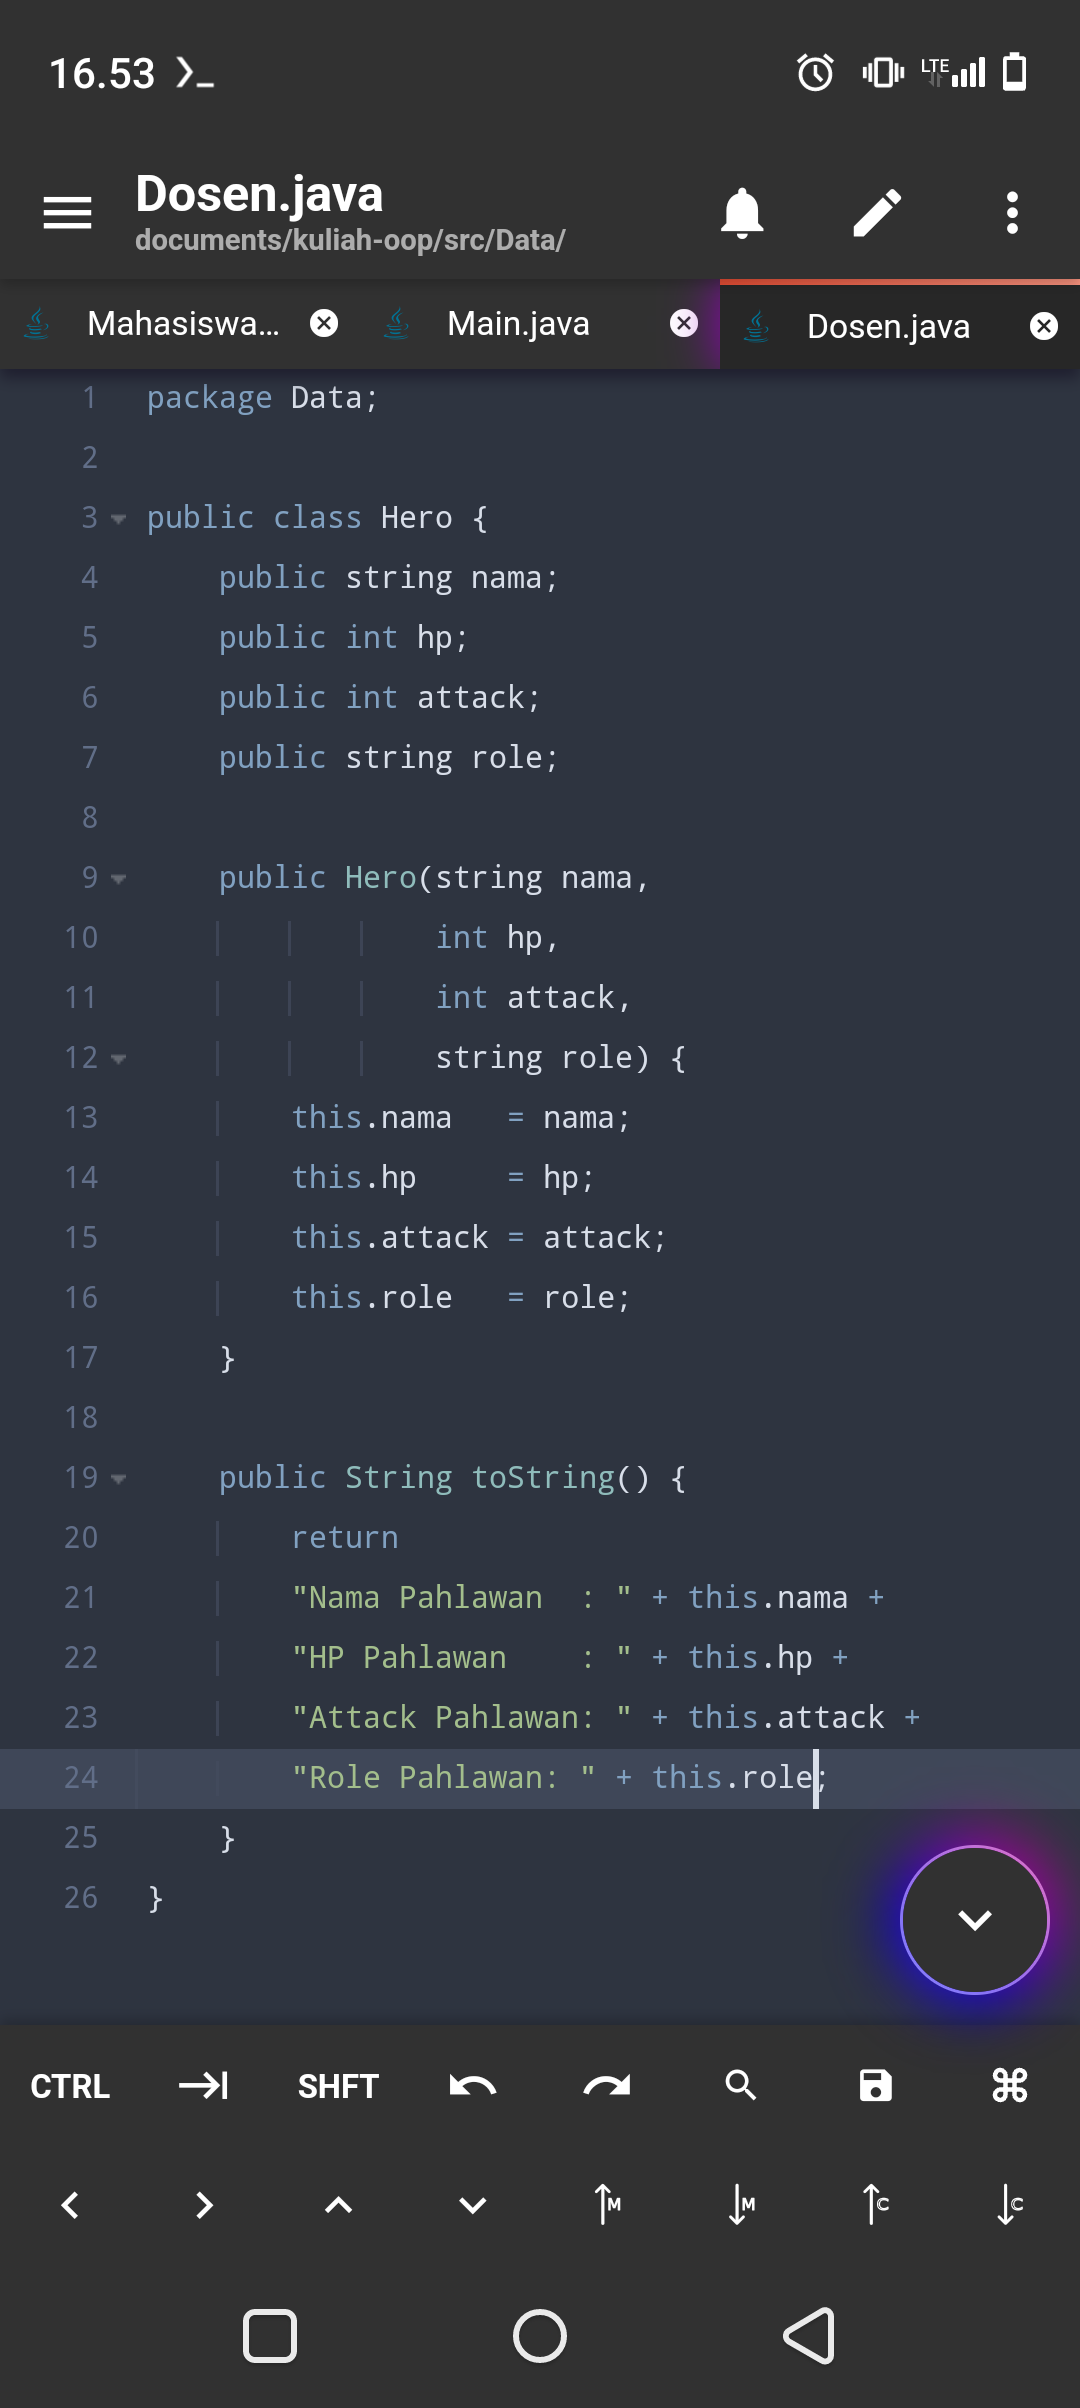 16.53
LTE
Dosen.java
documents/kuliah-oop/src/Data/
Mahasiswa... Main.java Dosen.java
1 package Data;
2
3 public class Hero {
4     public string nama;
5     public int hp;
6     public int attack;
7     public string role;
8
9     public Hero(string nama,
10                 int hp,
11                 int attack,
12                 string role) {
13         this.nama   = nama;
14         this.hp     = hp;
15         this.attack = attack;
16         this.role   = role;
17     }
18
19     public String toString() {
20         return
21         "Nama Pahlawan  : " + this.nama +
22         "HP Pahlawan    : " + this.hp +
23         "Attack Pahlawan: " + this.attack +
24         "Role Pahlawan: " + this.role;
25     }
26 }
CTRL SHFT
M M C C